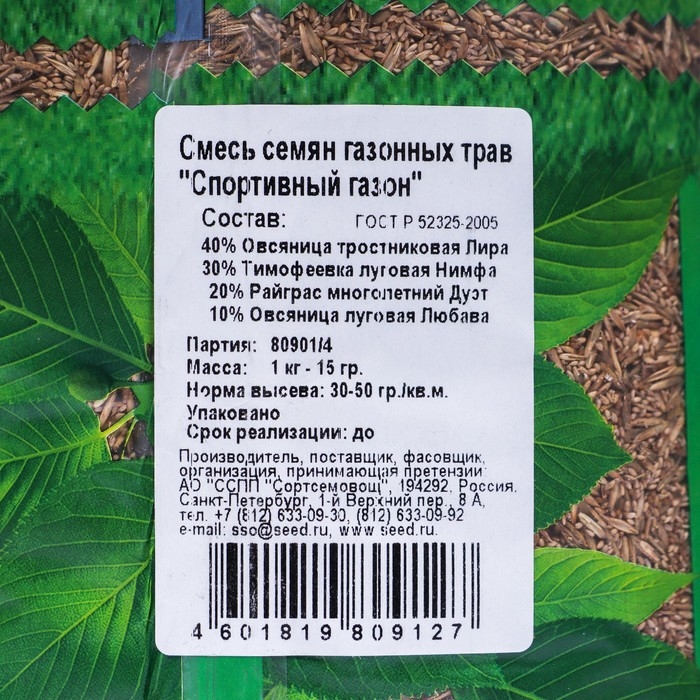 Смесь семян газонных трав
"Спортивный газон"
Состав: ГОСТ Р 52325-2005
40% Овсяница тростниковая Лира
30% Тимофеевка луговая Нимфа
20% Райграс многолетний Дуэт
10% Овсяница луговая Любава
Партия: 80901/4
Масса: 1 кг - 15 гр.
Норма высева: 30-50 гр./кв.м.
Упаковано
Срок реализации: до
Производитель, поставщик, фасовщик,
организация, принимающая претензии:
АО "ССПП "Сортсемовощ", 194292, Россия.
Санкт-Петербург, 1-й Верхний пер., 8 А,
тел. +7 (812) 633-09-30, (812) 633-09-92
e-mail: sso@seed.ru, www.seed.ru.
4 601819 809127